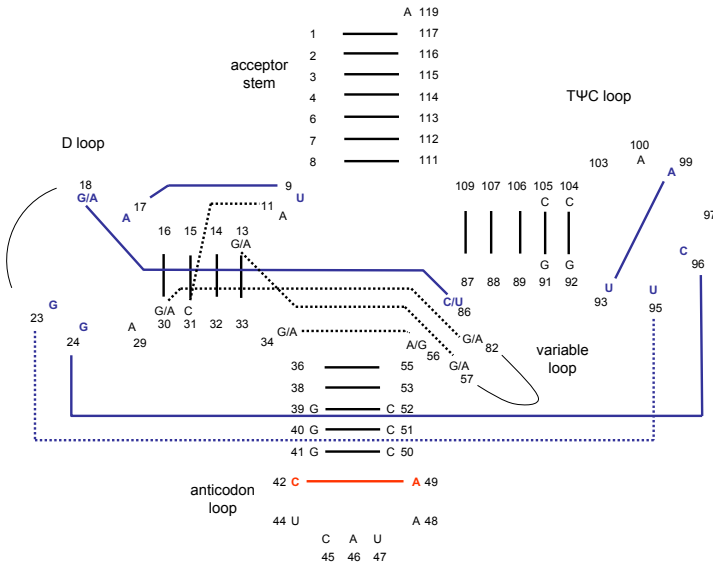 A 119
1 117
2 116
acceptor
stem
3 115
4 114
6 113
7 112
8 111
TΨC loop
D loop
100
103 A 99
A
18 9
G/A U
17 11
A A
109 107 106 105 104
C C
97
16 15 14 13
G/A
C
96
G G
87 88 89 91 92
U U
93 95
C/U
86
G/A C
30 31 32 33
G
23
G
24
A
29
G/A
34
A/G
56
G/A
82
G/A
57
variable
loop
36 55
38 53
39 G C 52
40 G C 51
41 G C 50
42 C A 49
anticodon
loop
44 U A 48
C A U
45 46 47